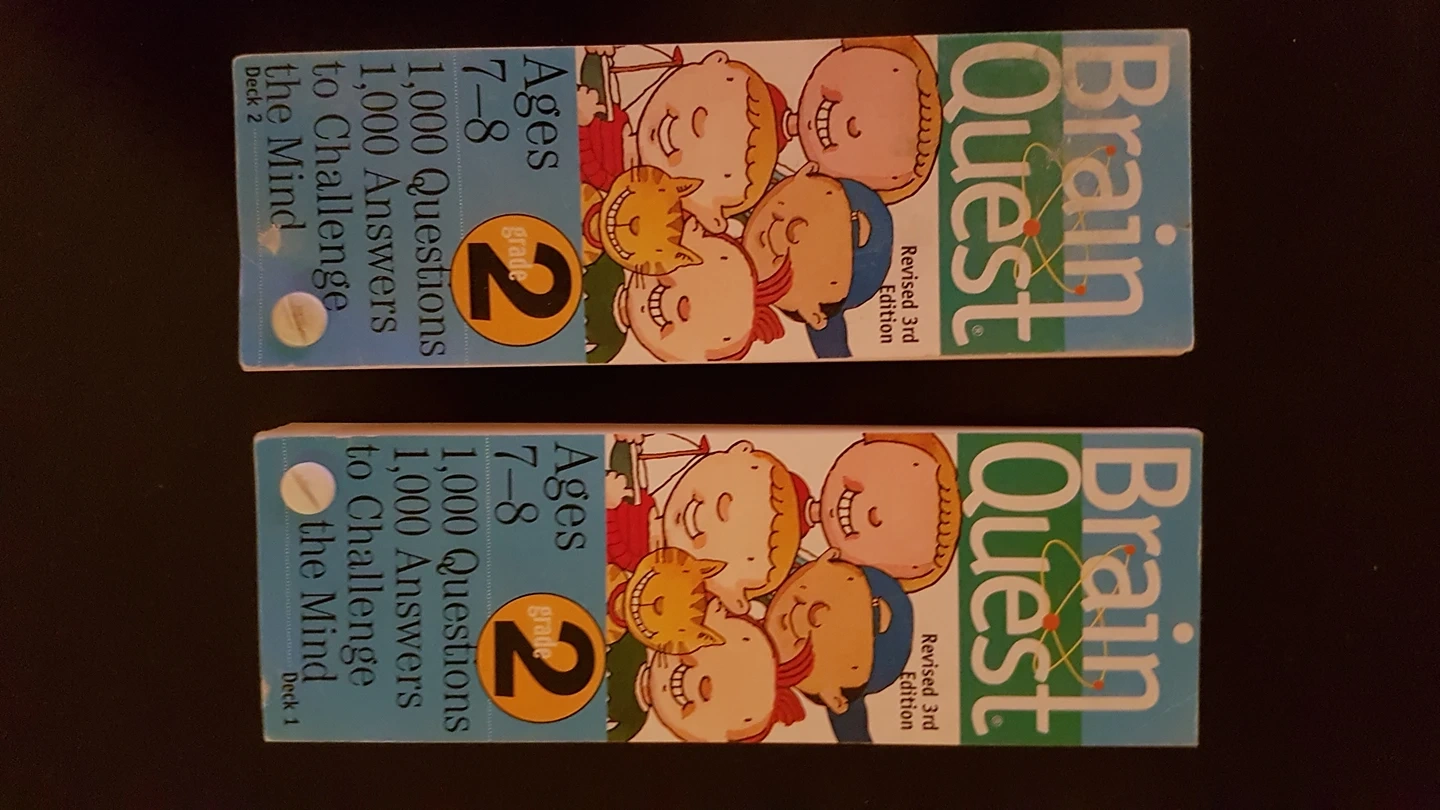 Brain
Quest®
Revised 3rd
Edition
Ages
7–8
grade
2
1,000 Questions
1,000 Answers
to Challenge
the Mind
Deck 2
Brain
Quest®
Revised 3rd
Edition
Ages
7–8
grade
2
1,000 Questions
1,000 Answers
to Challenge
the Mind
Deck 1